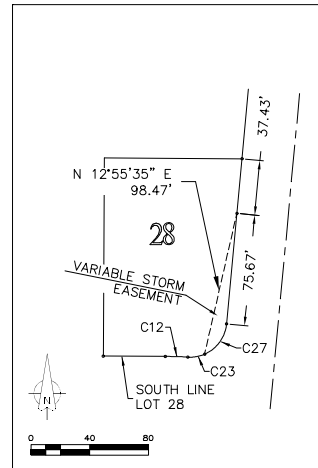 37.43'
N 12°55'35" E
98.47'
28
75.67'
VARIABLE STORM
EASEMENT
C12
C27
C23
SOUTH LINE
LOT 28
N
0 40 80